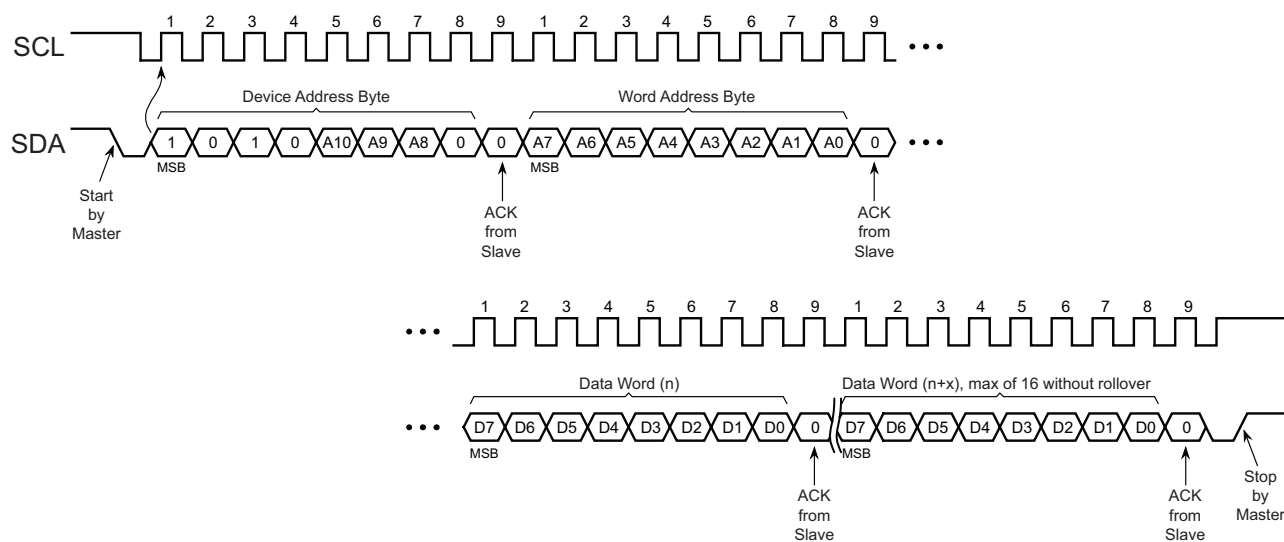 1 2 3 4 5 6 7 8 9 1 2 3 4 5 6 7 8 9
SCL
Device Address Byte Word Address Byte
SDA 1 0 1 0 A10 A9 A8 0 0 A7 A6 A5 A4 A3 A2 A1 A0 0
MSB MSB
Start
by
Master
ACK
from
Slave
ACK
from
Slave
1 2 3 4 5 6 7 8 9 1 2 3 4 5 6 7 8 9
Data Word (n) Data Word (n+x), max of 16 without rollover
D7 D6 D5 D4 D3 D2 D1 D0 0 D7 D6 D5 D4 D3 D2 D1 D0 0
MSB MSB
ACK
from
Slave
ACK
from
Slave
Stop
by
Master